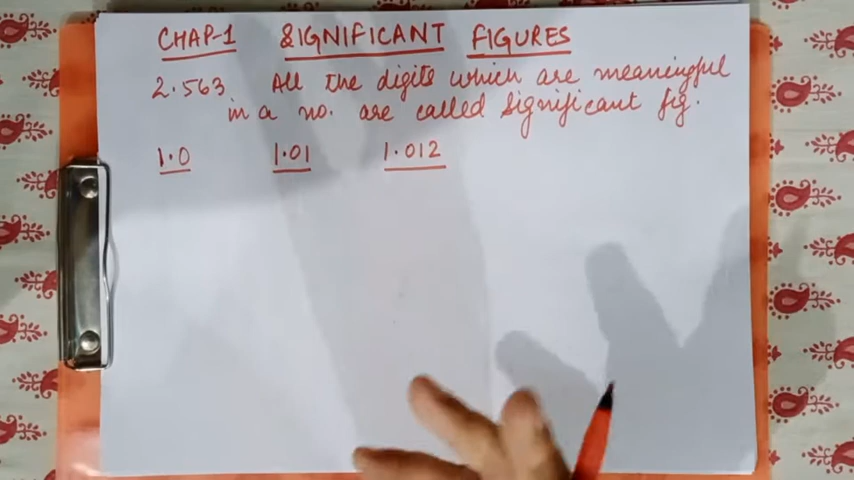 CHAP-1 SIGNIFICANT FIGURES
2.563 All the digits which are meaningful
in a no. are called significant fig.
1.0 1.01 1.012